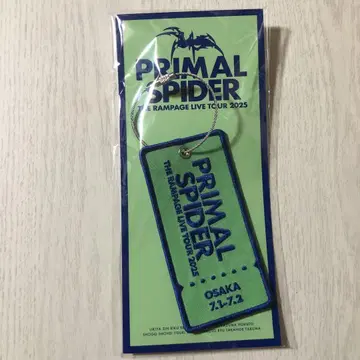 PRIMAL
SPIDER
THE RAMPAGE LIVE TOUR 2025
PRIMAL
SPIDER
THE RAMPAGE LIVE TOUR 2025
OSAKA
7.1-7.2